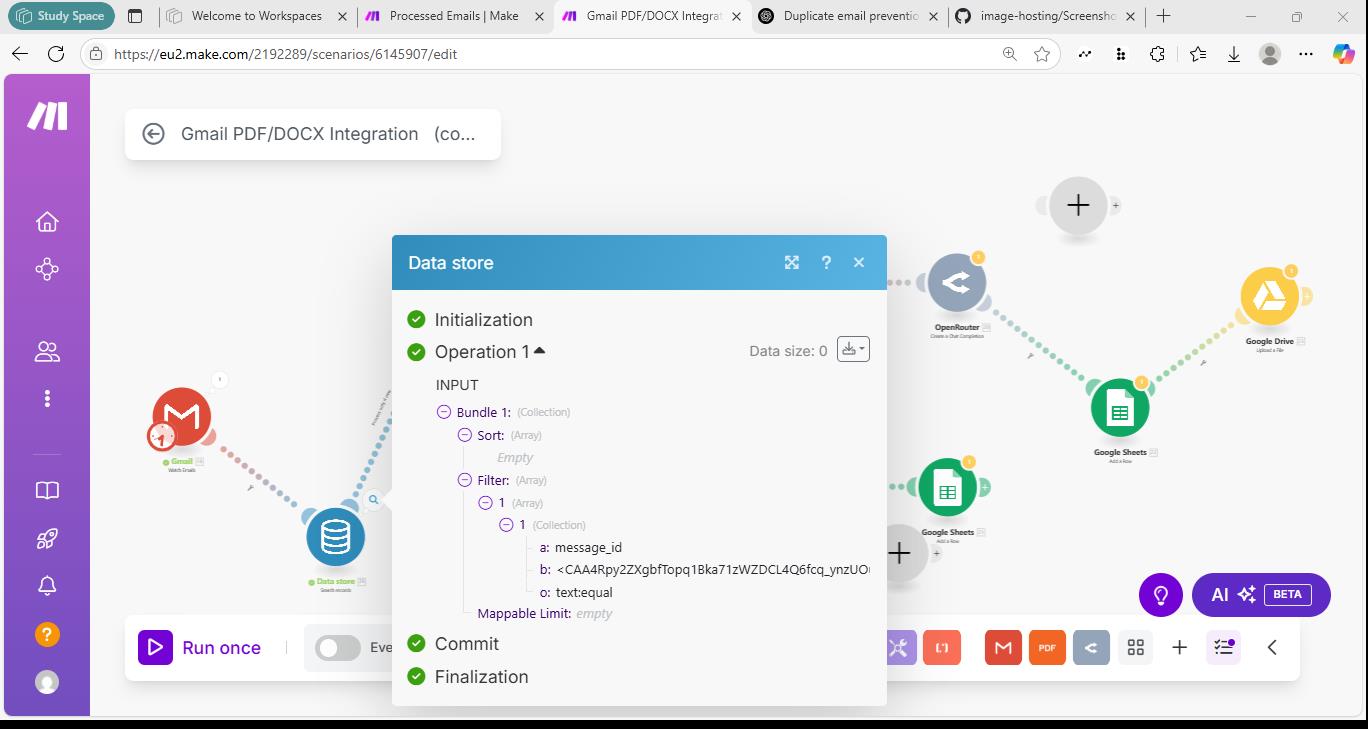 Study Space
Welcome to Workspaces
Processed Emails | Make
Gmail PDF/DOCX Integrat
Duplicate email preventio
image-hosting/Screensho
https://eu2.make.com/2192289/scenarios/6145907/edit
Gmail PDF/DOCX Integration (co...
Data store
?
Initialization
Operation 1
Data size: 0
INPUT
Bundle 1: (Collection)
Sort: (Array)
Empty
Filter: (Array)
1 (Array)
1 (Collection)
a: message_id
b: <CAA4Rpy2ZXgbfTopq1Bka71zWZDCL4Q6fcq_ynzUO
o: text:equal
Mappable Limit: empty
Commit
Finalization
Gmail
Watch Emails
Data store
Search records
OpenRouter
Create a Chat Completion
Google Drive
Upload a File
Google Sheets
Add a Row
Google Sheets
Add a Row
AI BETA
Run once
Eve
PDF
?